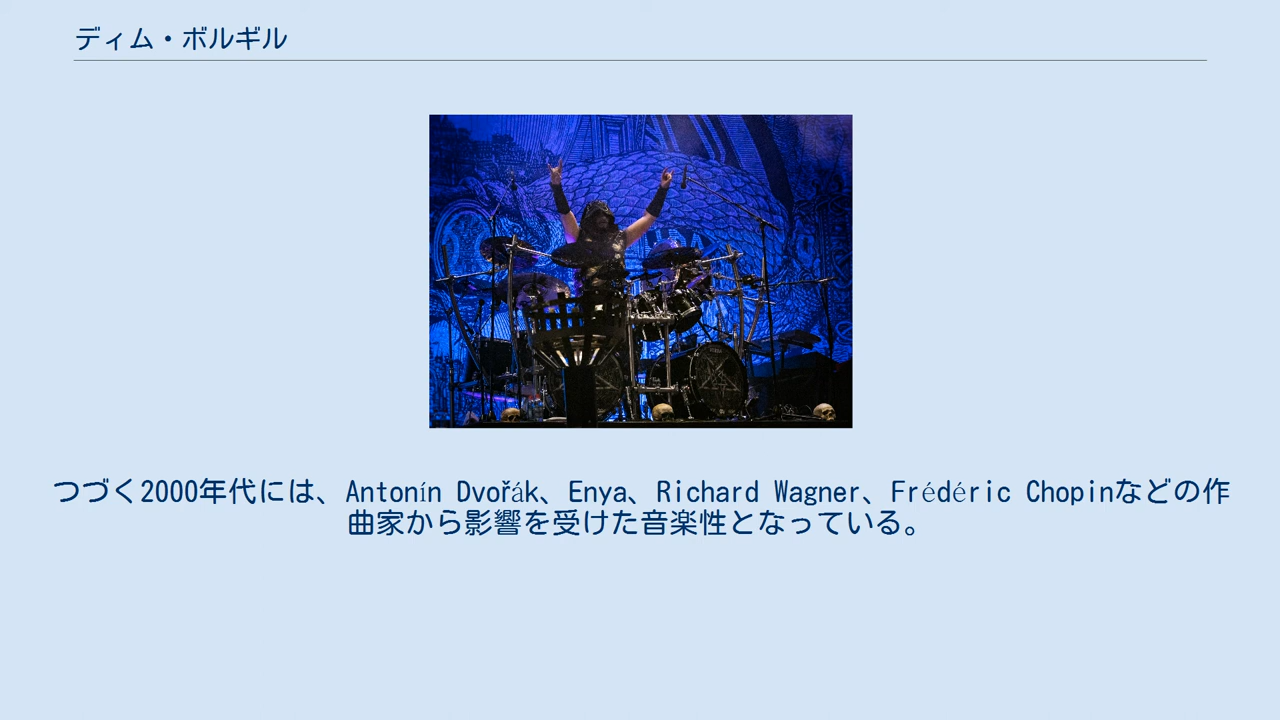 ディム・ボルギル
つづく2000年代には、Antonín Dvořák、Enya、Richard Wagner、Frédéric Chopinなどの作
曲家から影響を受けた音楽性となっている。